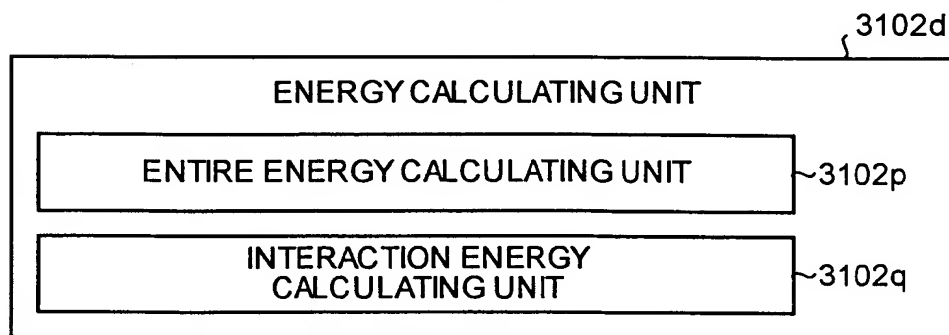 3102d
ENERGY CALCULATING UNIT
ENTIRE ENERGY CALCULATING UNIT
3102p
INTERACTION ENERGY
CALCULATING UNIT
3102q